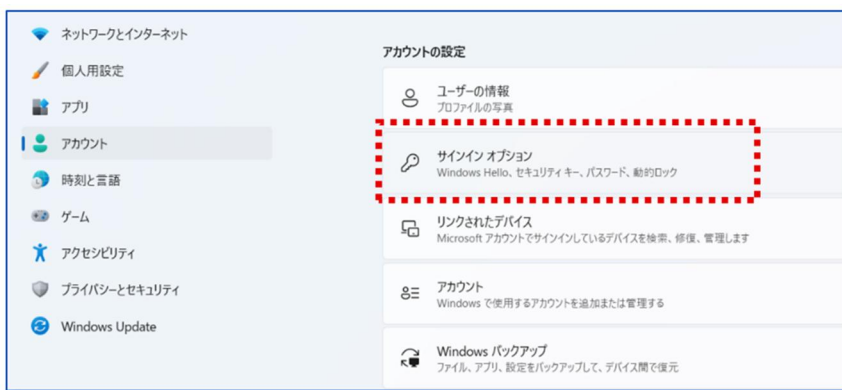 ネットワークとインターネット
個人用設定
アプリ
アカウント
時刻と言語
ゲーム
アクセシビリティ
プライバシーとセキュリティ
Windows Update
アカウントの設定
ユーザーの情報
プロファイルの写真
サインイン オプション
Windows Hello、セキュリティ キー、パスワード、動的ロック
リンクされたデバイス
Microsoft アカウントでサインインしているデバイスを検索、修復、管理します
アカウント
Windows で使用するアカウントを追加または管理する
Windows バックアップ
ファイル、アプリ、設定をバックアップして、デバイス間で復元